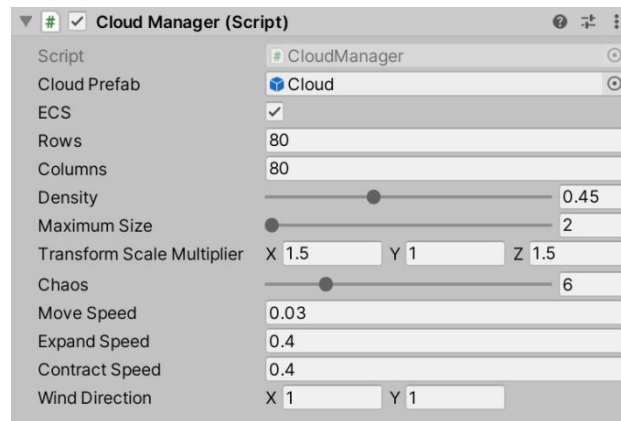 Cloud Manager (Script)
Script CloudManager
Cloud Prefab Cloud
ECS
Rows 80
Columns 80
Density 0.45
Maximum Size 2
Transform Scale Multiplier X 1.5 Y 1 Z 1.5
Chaos 6
Move Speed 0.03
Expand Speed 0.4
Contract Speed 0.4
Wind Direction X 1 Y 1